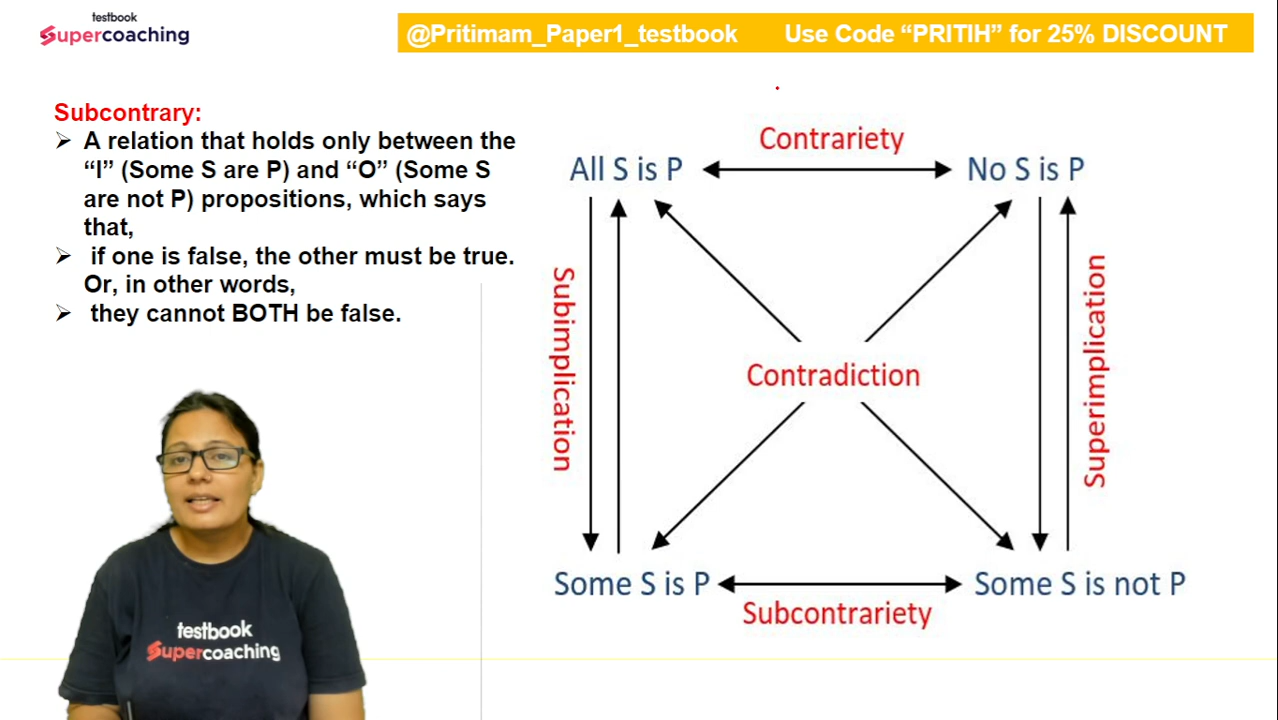 testbook
Supercoaching
@Pritimam_Paper1_testbook Use Code “PRITIH” for 25% DISCOUNT
Subcontrary:
➢ A relation that holds only between the
“I” (Some S are P) and “O” (Some S
are not P) propositions, which says
that,
➢ if one is false, the other must be true.
Or, in other words,
➢ they cannot BOTH be false.
Contrariety
All S is P
No S is P
Subimplication
Contradiction
Superimplication
Some S is P
Some S is not P
Subcontrariety
testbook
Supercoaching